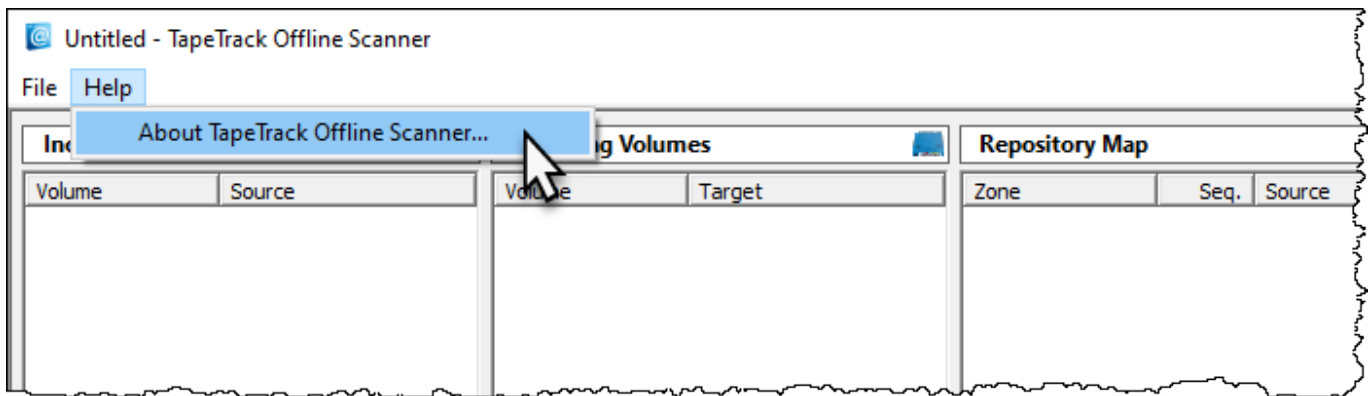 Untitled - TapeTrack Offline Scanner
File Help
About TapeTrack Offline Scanner...
Volumes Repository Map
Volume Source Volume Target Zone Seq. Source